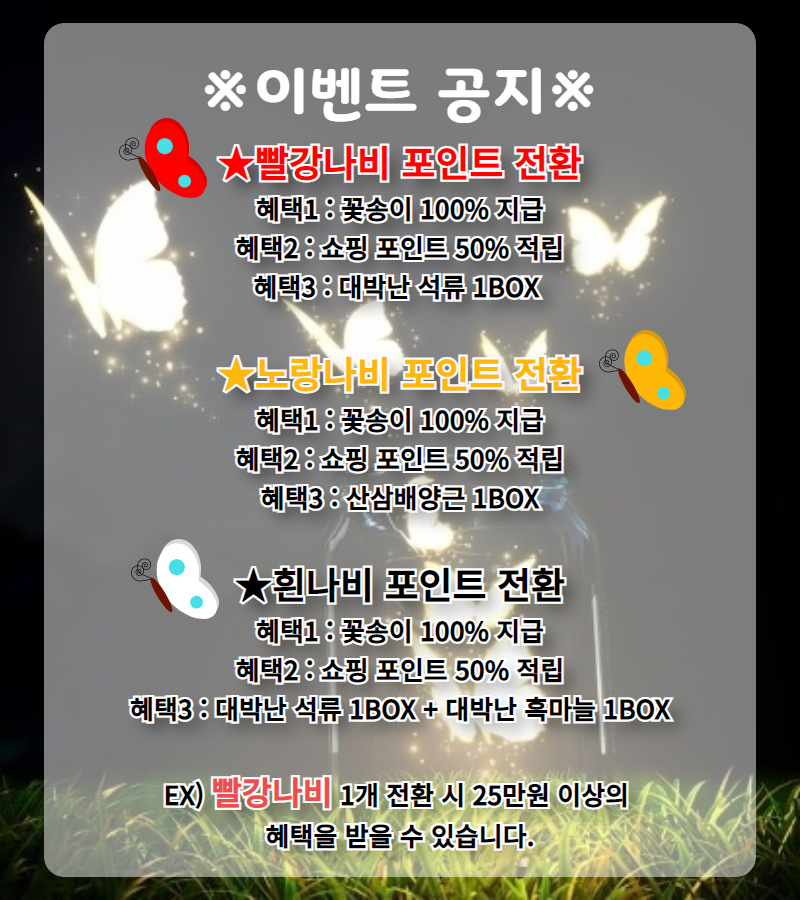 ※이벤트 공지※
★빨강나비 포인트 전환
혜택1 : 꽃송이 100% 지급
혜택2 : 쇼핑 포인트 50% 적립
혜택3 : 대박난 석류 1BOX
★노랑나비 포인트 전환
혜택1 : 꽃송이 100% 지급
혜택2 : 쇼핑 포인트 50% 적립
혜택3 : 산삼배양근 1BOX
★흰나비 포인트 전환
혜택1 : 꽃송이 100% 지급
혜택2 : 쇼핑 포인트 50% 적립
혜택3 : 대박난 석류 1BOX + 대박난 흑마늘 1BOX
EX) 빨강나비 1개 전환 시 25만원 이상의
혜택을 받을 수 있습니다.